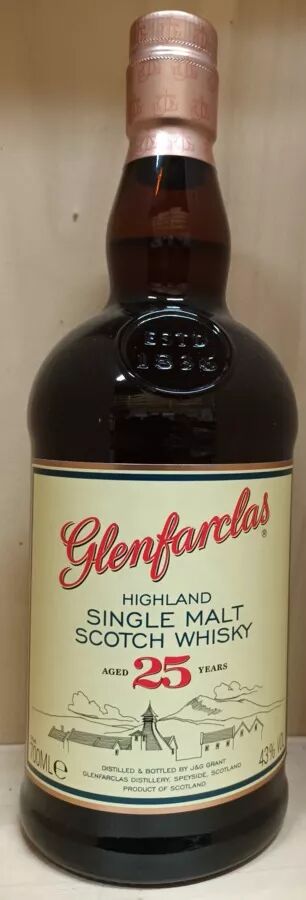 ESTD
1836
Glenfarclas®
HIGHLAND
SINGLE MALT
SCOTCH WHISKY
AGED 25 YEARS
700ML℮
43% VOL
DISTILLED & BOTTLED BY J&G GRANT
GLENFARCLAS DISTILLERY, SPEYSIDE, SCOTLAND
PRODUCT OF SCOTLAND